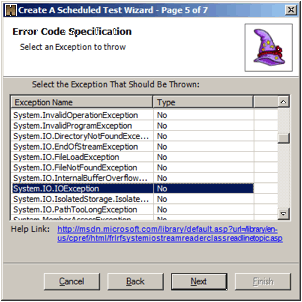 Create A Scheduled Test Wizard - Page 5 of 7
Error Code Specification
Select an Exception to throw
Select the Exception That Should Be Thrown:
Exception Name Type
System.InvalidOperationException No
System.InvalidProgramException No
System.IO.DirectoryNotFoundExce... No
System.IO.EndOfStreamException No
System.IO.FileLoadException No
System.IO.FileNotFoundException No
System.IO.InternalBufferOverflow... No
System.IO.IOException No
System.IO.IsolatedStorage.Isolate... No
System.IO.PathTooLongException No
System.MemberAccessException No
Help Link: http://msdn.microsoft.com/library/default.asp?url=/library/en-
us/cpref/html/frlrfsystemiostreamreaderclassreadlinetopic.asp
Cancel Back Next Finish